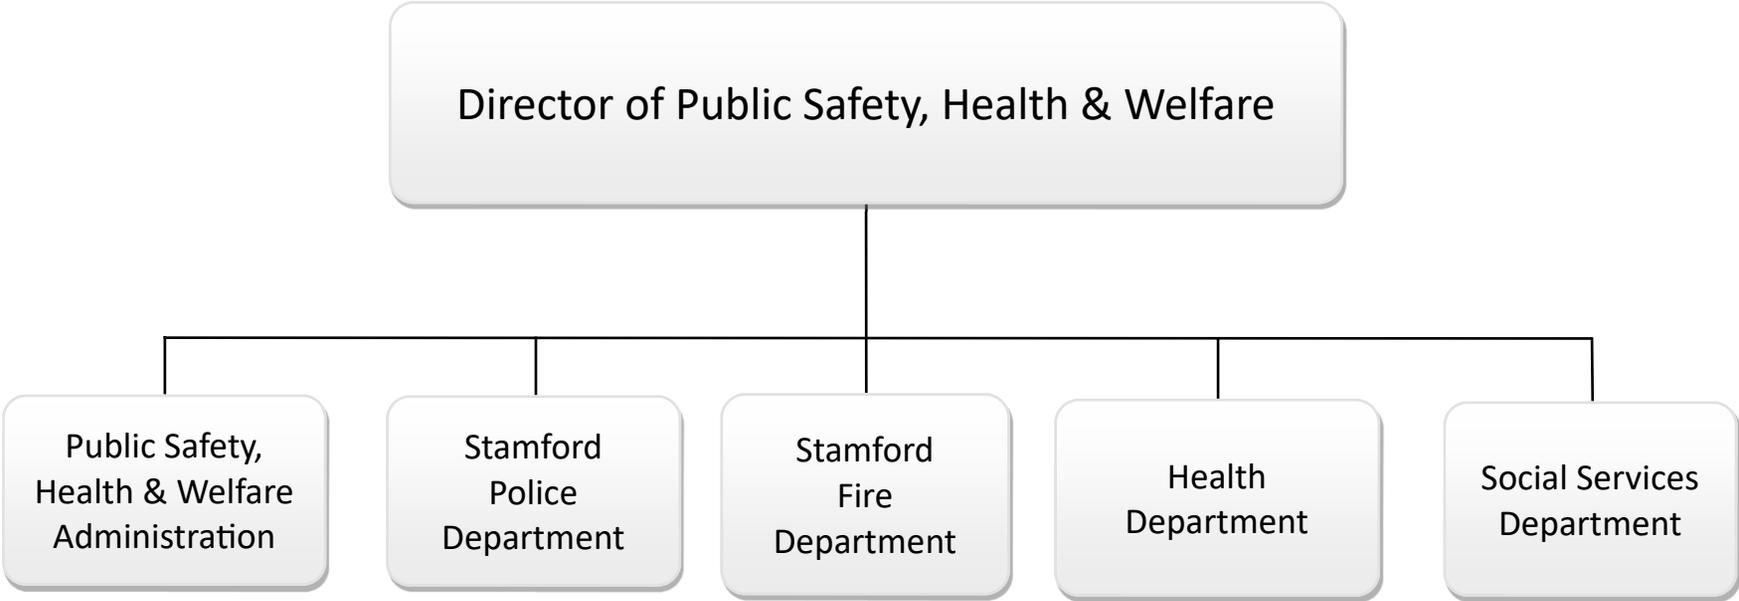 Director of Public Safety, Health & Welfare
Public Safety,
Health & Welfare
Administration
Stamford
Police
Department
Stamford
Fire
Department
Health
Department
Social Services
Department